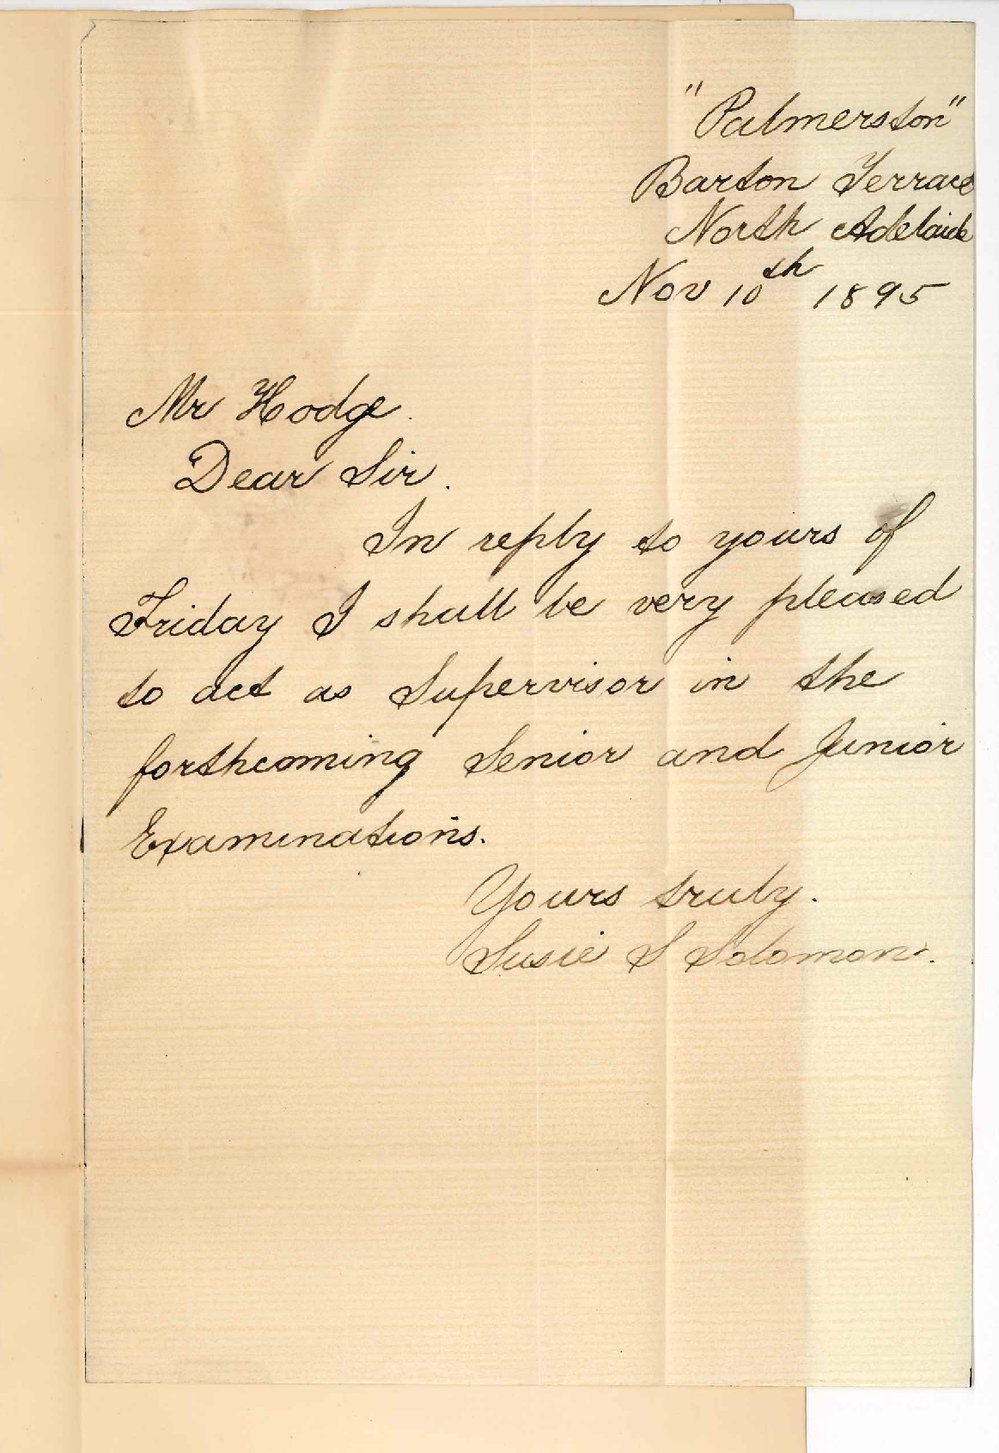 "Palmerston"
Barton Terrace
North Adelaide
Nov 10th 1895
Mr Hodge.
Dear Sir.
In reply to yours of
Friday I shall be very pleased
to act as Supervisor in the
forthcoming Senior and Junior
Examinations.
Yours truly.
Susie S Solomon.